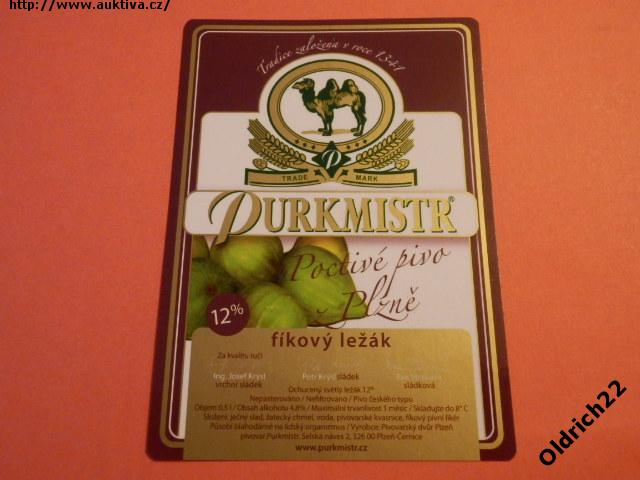 http://www.auktiva.cz/
Tradice založena v roce 1341
P
TRADE MARK
PURKMISTR®
Poctivé pivo
z Plzně
12%
fíkový ležák
Za kvalitu ručí
Ing. Josef Krýsl Petr Krýsl sládek
vrchní sládek sládková
Ochucený světlý ležák 12%
Nepasterováno / Nefiltrováno / Pivo českého typu
Objem 0,5 l / Obsah alkoholu 4,8% / Maximální trvanlivost 1 měsíc / Skladujte do 8° C
Složení: ječný slad, žatecký chmel, voda, pivovarské kvasnice, fíkový pivní likér
Působí blahodárně na lidský organismus / Výrobce: Pivovarský dvůr Plzeň
pivovar Purkmistr, Selská náves 2, 326 00 Plzeň-Černice
www.purkmistr.cz
Oldrich22